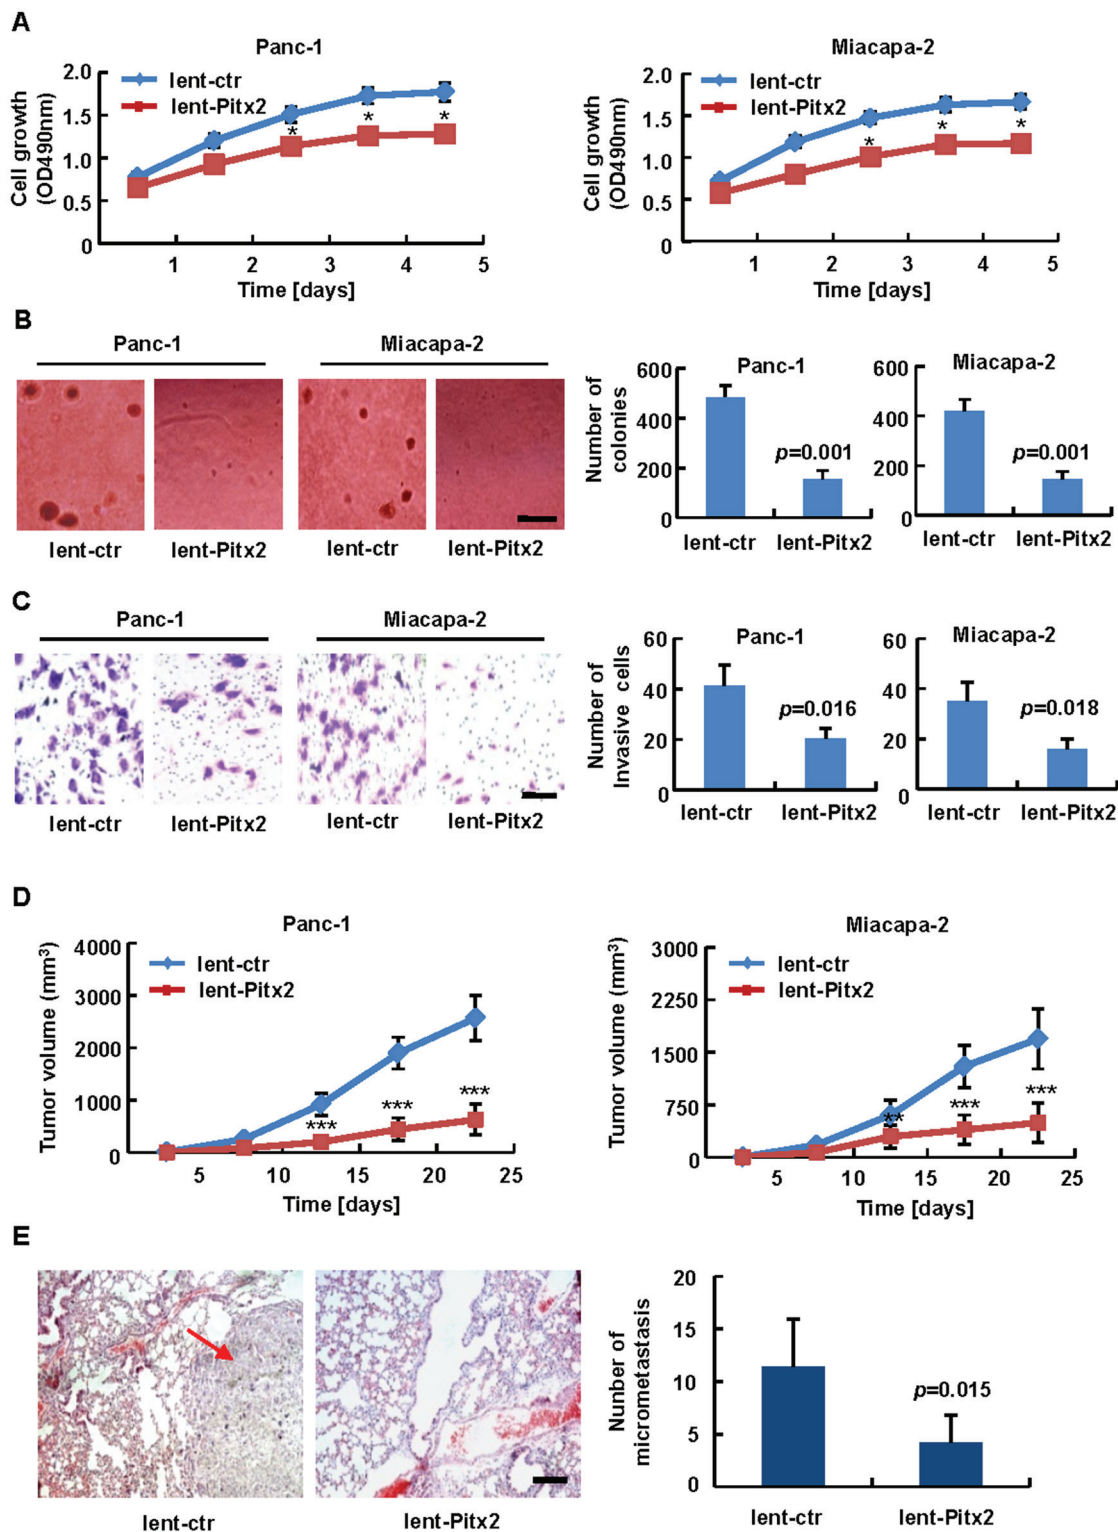 A
Panc-1
Cell growth
(OD490nm)
2.0
1.5
1.0
0.5
0
lent-ctr
lent-Pitx2
*
*
*
1
2
3
4
5
Time [days]
Miacapa-2
Cell growth
(OD490nm)
2.0
1.5
1.0
0.5
0
lent-ctr
lent-Pitx2
*
*
*
1
2
3
4
5
Time [days]
B
Panc-1
Miacapa-2
lent-ctr
lent-Pitx2
lent-ctr
lent-Pitx2
Number of
colonies
600
400
200
0
Panc-1
p=0.001
lent-ctr
lent-Pitx2
600
400
200
0
Miacapa-2
p=0.001
lent-ctr
lent-Pitx2
C
Panc-1
Miacapa-2
lent-ctr
lent-Pitx2
lent-ctr
lent-Pitx2
Number of
Invasive cells
60
40
20
0
Panc-1
p=0.016
lent-ctr
lent-Pitx2
60
40
20
0
Miacapa-2
p=0.018
lent-ctr
lent-Pitx2
D
Panc-1
Tumor volume (mm³)
4000
3000
2000
1000
0
lent-ctr
lent-Pitx2
***
***
***
5
10
15
20
25
Time [days]
Miacapa-2
Tumor volume (mm³)
3000
2250
1500
750
0
lent-ctr
lent-Pitx2
**
***
***
5
10
15
20
25
Time [days]
E
lent-ctr
lent-Pitx2
Nunber of
micrometastasis
20
15
10
5
0
p=0.015
lent-ctr
lent-Pitx2